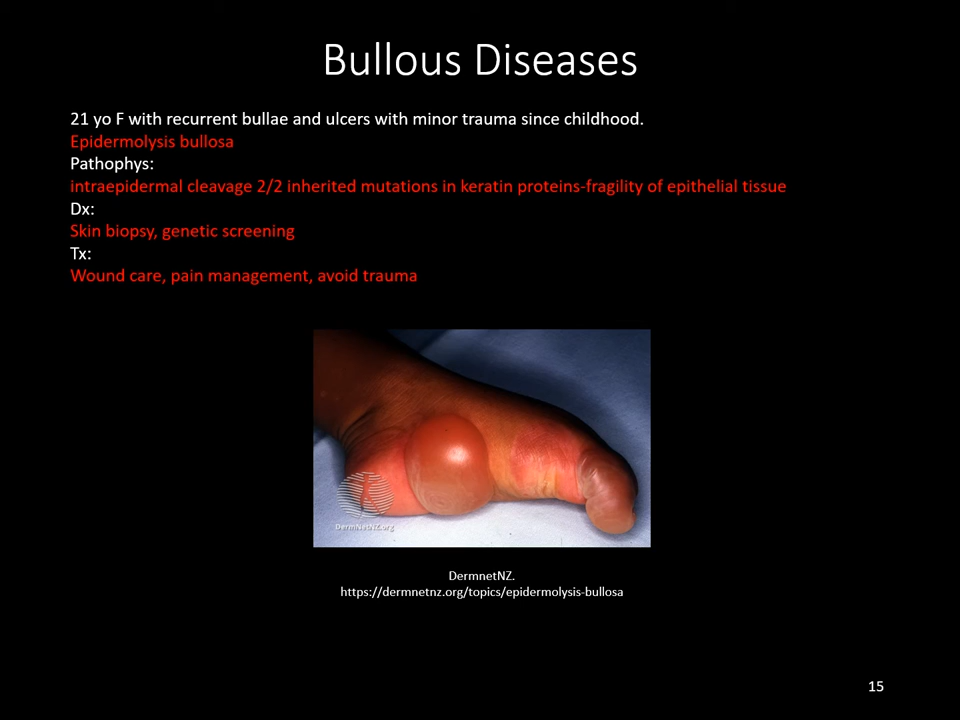 Bullous Diseases
21 yo F with recurrent bullae and ulcers with minor trauma since childhood.
Epidermolysis bullosa
Pathophys:
intraepidermal cleavage 2/2 inherited mutations in keratin proteins-fragility of epithelial tissue
Dx:
Skin biopsy, genetic screening
Tx:
Wound care, pain management, avoid trauma
DermNetNZ.org
DermnetNZ.
https://dermnetnz.org/topics/epidermolysis-bullosa
15